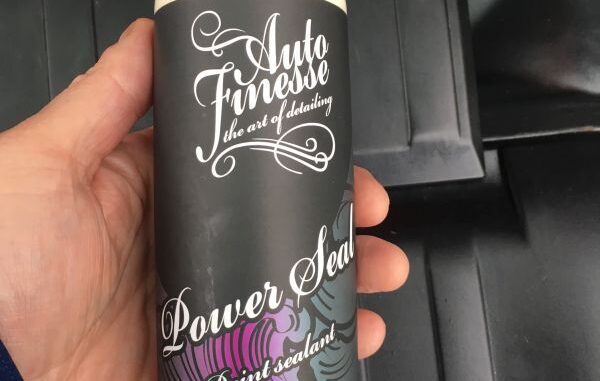 Auto
Finesse
the art of detailing
Power Seal
Paint sealant